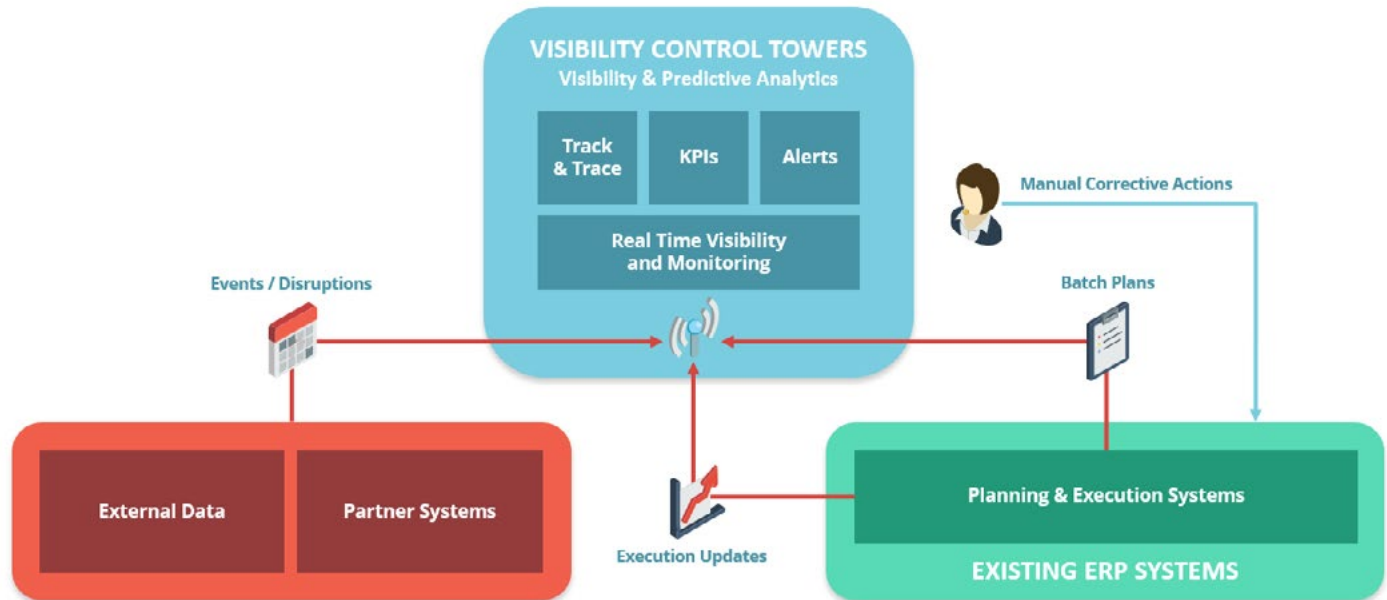 VISIBILITY CONTROL TOWERS
Visibility & Predictive Analytics
Track
& Trace
KPIs
Alerts
Real Time Visibility
and Monitoring
Manual Corrective Actions
Events / Disruptions
Batch Plans
External Data
Partner Systems
Execution Updates
Planning & Execution Systems
EXISTING ERP SYSTEMS